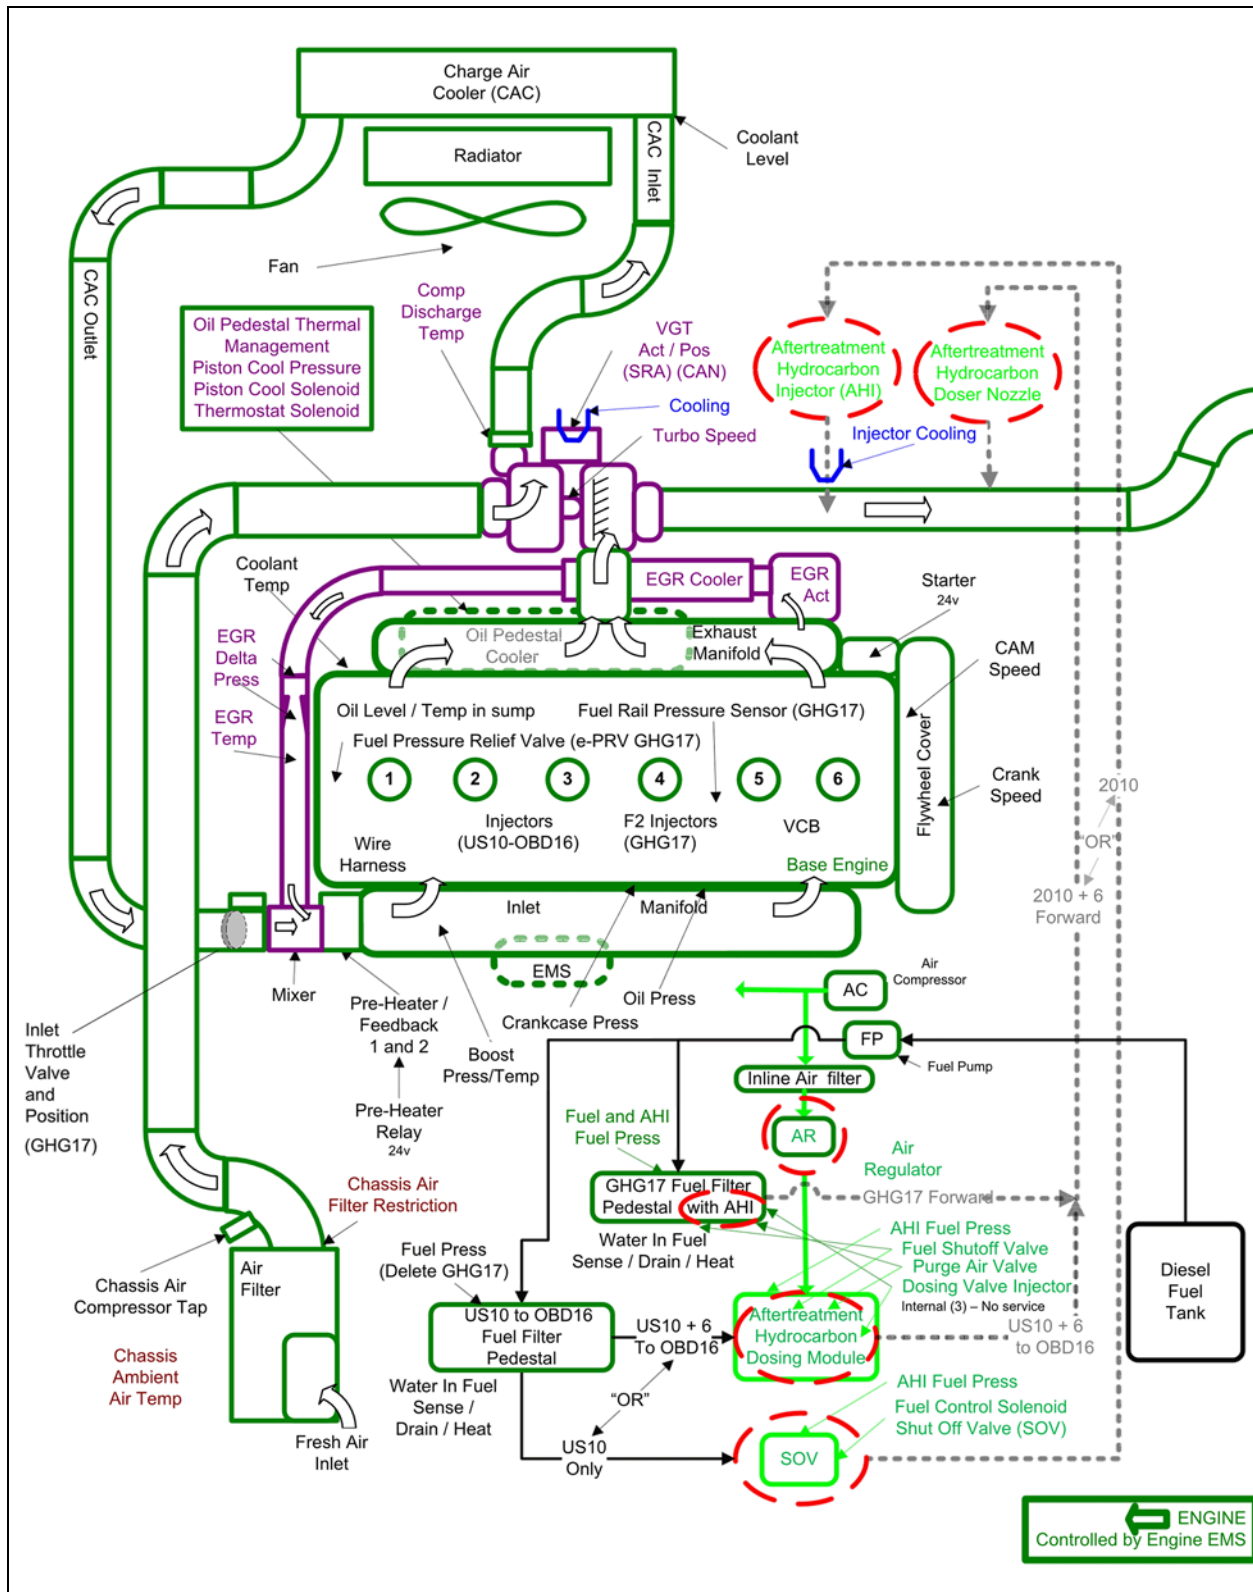 Charge Air
Cooler (CAC)
Coolant
Level
Radiator
CAC Inlet
Fan
CAC Outlet
Oil Pedestal Thermal
Management
Piston Cool Pressure
Piston Cool Solenoid
Thermostat Solenoid
Comp
Discharge
Temp
VGT
Act / Pos
(SRA) (CAN)
Cooling
Turbo Speed
Aftertreatment
Hydrocarbon
Injector (AHI)
Aftertreatment
Hydrocarbon
Doser Nozzle
Injector Cooling
Coolant
Temp
EGR Cooler
EGR
Act
Starter
24v
EGR
Delta
Press
Oil Pedestal
Cooler
Exhaust
Manifold
CAM
Speed
EGR
Temp
Oil Level / Temp in sump
Fuel Rail Pressure Sensor (GHG17)
Fuel Pressure Relief Valve (e-PRV GHG17)
1
2
3
4
5
6
Flywheel Cover
Crank
Speed
2010
"OR"
2010 + 6
Forward
Injectors
(US10-OBD16)
F2 Injectors
(GHG17)
VCB
Wire
Harness
Base Engine
Inlet
Manifold
EMS
Mixer
Oil Press
Crankcase Press
Pre-Heater /
Feedback
1 and 2
Boost
Press/Temp
Inlet
Throttle
Valve
and
Position
(GHG17)
Pre-Heater
Relay
24v
AC
Air
Compressor
FP
Fuel Pump
Inline Air filter
AR
Air
Regulator
Fuel and AHI
Fuel Press
GHG17 Fuel Filter
Pedestal with AHI
GHG17 Forward
Water In Fuel
Sense / Drain / Heat
AHI Fuel Press
Fuel Shutoff Valve
Purge Air Valve
Dosing Valve Injector
Internal (3) – No service
Chassis Air
Filter Restriction
Chassis Air
Compressor Tap
Air
Filter
Chassis
Ambient
Air Temp
Fresh Air
Inlet
Fuel Press
(Delete GHG17)
US10 to OBD16
Fuel Filter
Pedestal
Water In Fuel
Sense /
Drain / Heat
US10 + 6
To OBD16
"OR"
US10
Only
Aftertreatment
Hydrocarbon
Dosing Module
US10 + 6
to OBD16
Diesel
Fuel
Tank
AHI Fuel Press
Fuel Control Solenoid
Shut Off Valve (SOV)
SOV
ENGINE
Controlled by Engine EMS